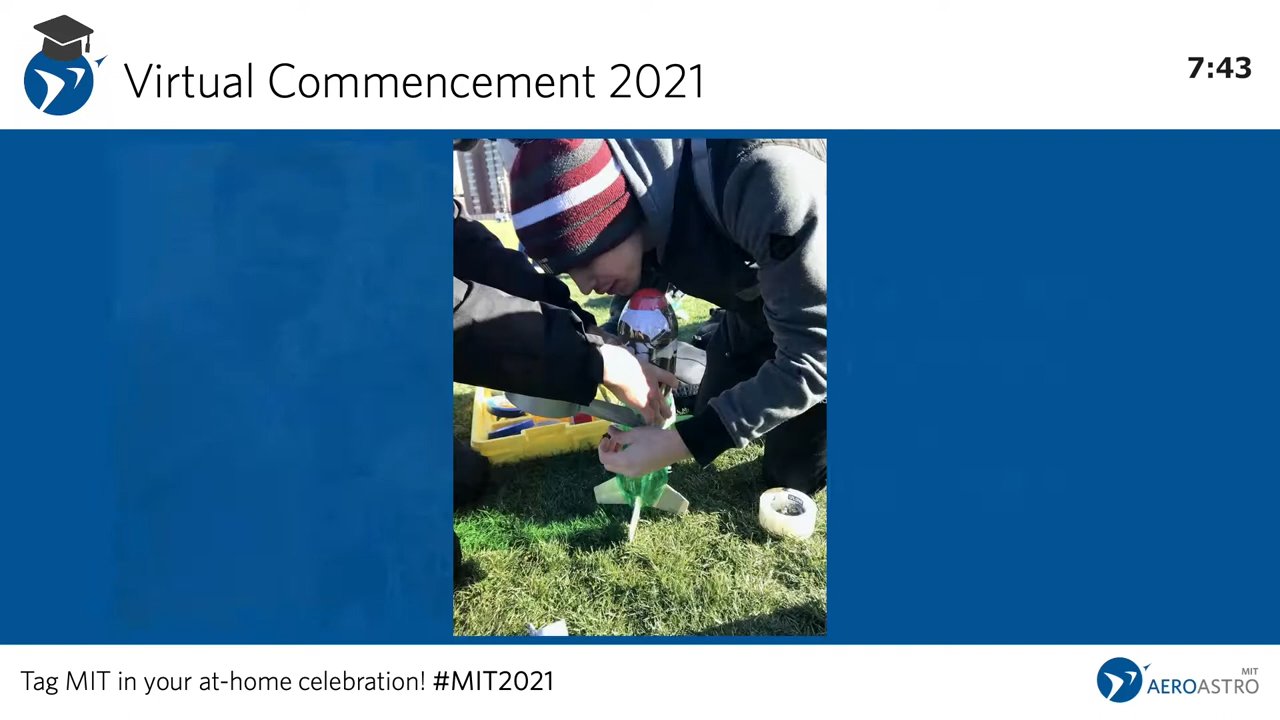 Virtual Commencement 2021
7:43
Tag MIT in your at-home celebration! #MIT2021
MIT
AEROASTRO